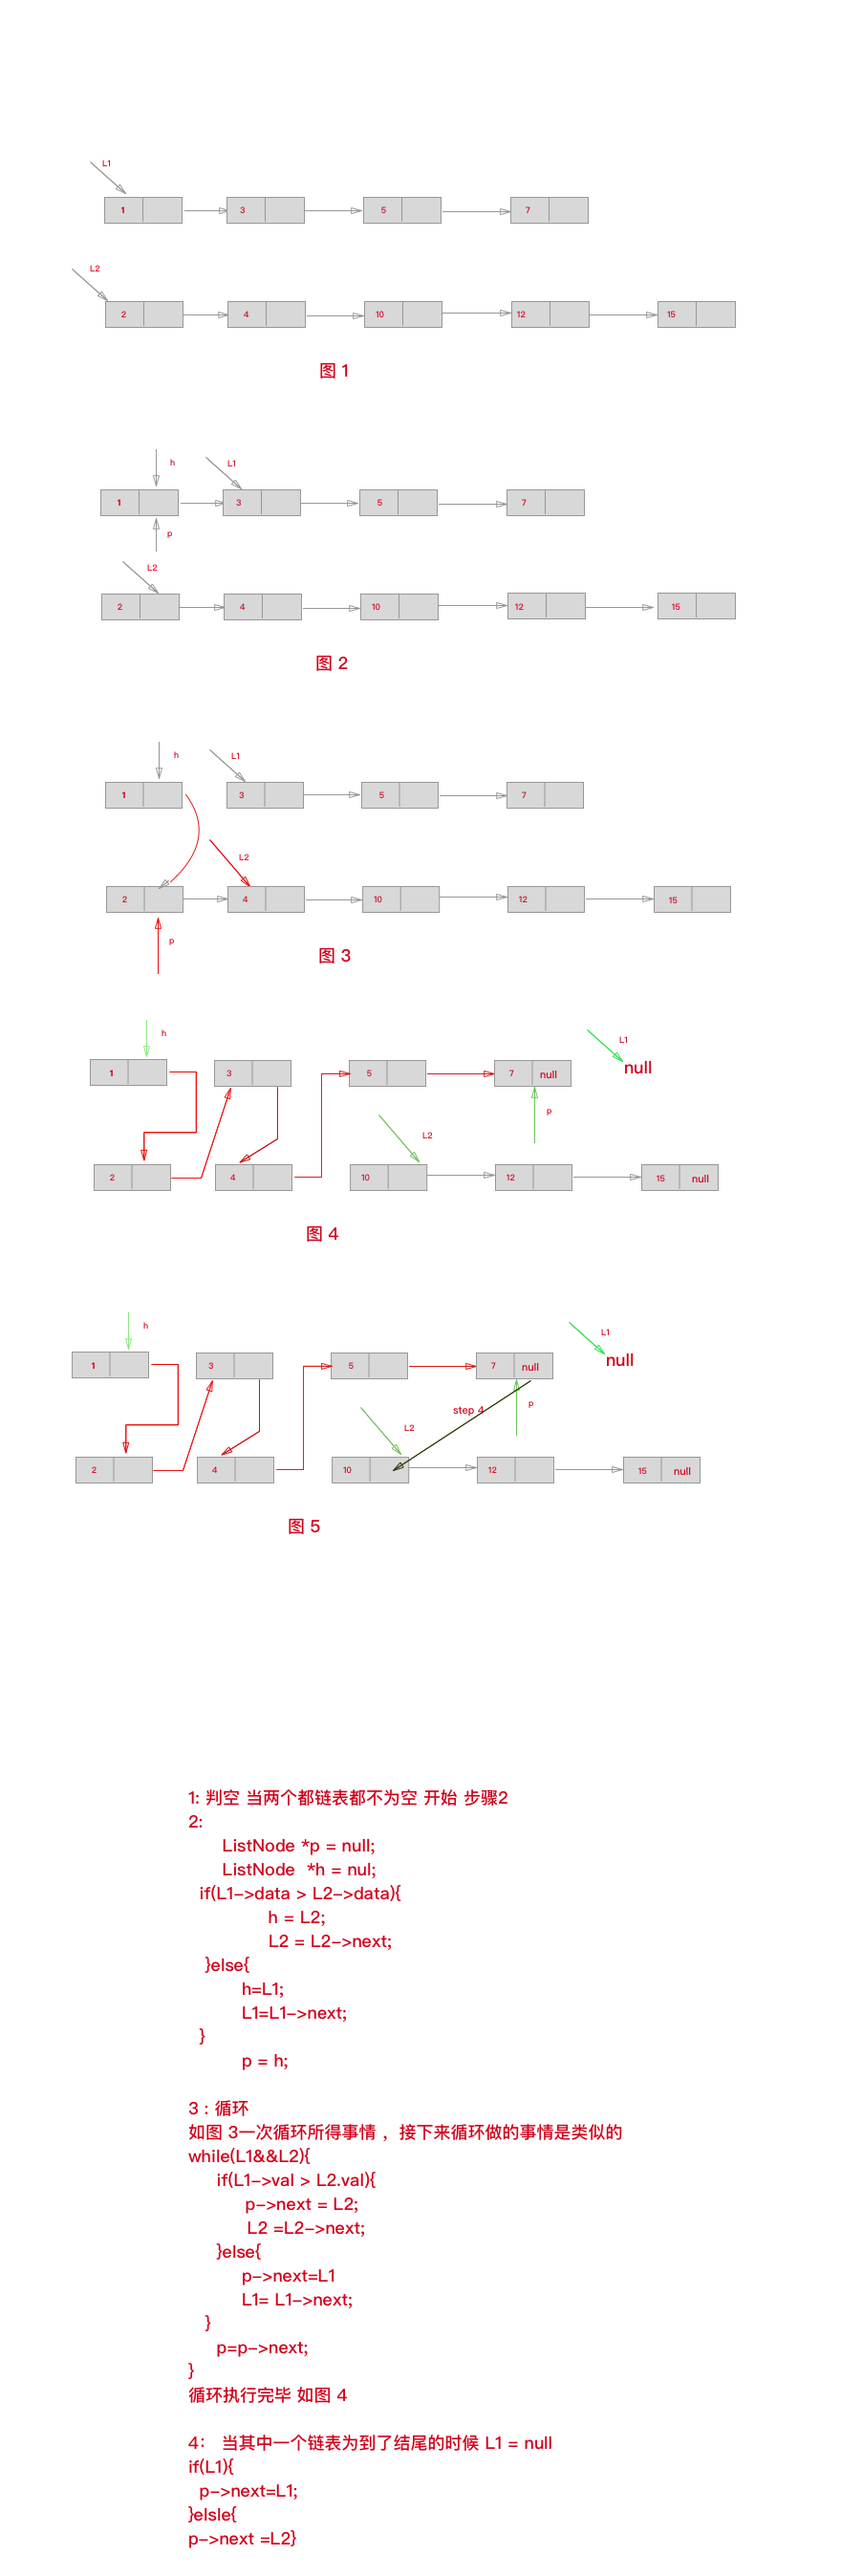 L1
1 3 5 7
L2
2 4 10 12 15
图 1
h L1
1 3 5 7
p
L2
2 4 10 12 15
图 2
h L1
1 3 5 7
L2
2 4 10 12 15
p
图 3
h L1
null
1 3 5 7 null
p
L2
2 4 10 12 15 null
图 4
h L1
null
1 3 5 7 null
p
step 4
L2
2 4 10 12 15 null
图 5
1: 判空 当两个都链表都不为空 开始 步骤2
2:
ListNode *p = null;
ListNode *h = nul;
if(L1->data > L2->data){
h = L2;
L2 = L2->next;
}else{
h=L1;
L1=L1->next;
}
p = h;
3 : 循环
如图 3一次循环所得事情 ，接下来循环做的事情是类似的
while(L1&&L2){
if(L1->val > L2.val){
p->next = L2;
L2 =L2->next;
}else{
p->next=L1
L1= L1->next;
}
p=p->next;
}
循环执行完毕 如图 4
4： 当其中一个链表为到了结尾的时候 L1 = null
if(L1){
p->next=L1;
}elsle{
p->next =L2}